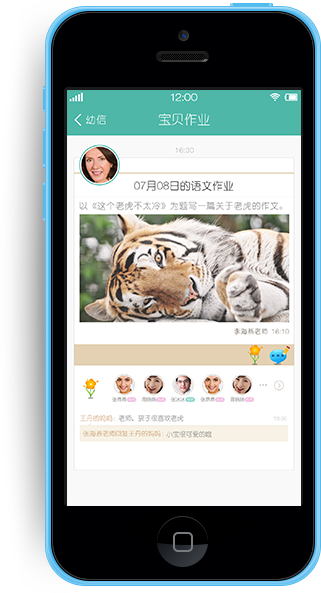 12:00
幼信
宝贝作业
16:30
07月08日的语文作业
以《这个老虎不太冷》为题写一篇关于老虎的作文。
李海燕老师 16:10
王丹的妈妈：老师，孩子很喜欢老虎
张海燕老师回复王丹的妈妈：小宝很可爱的哦